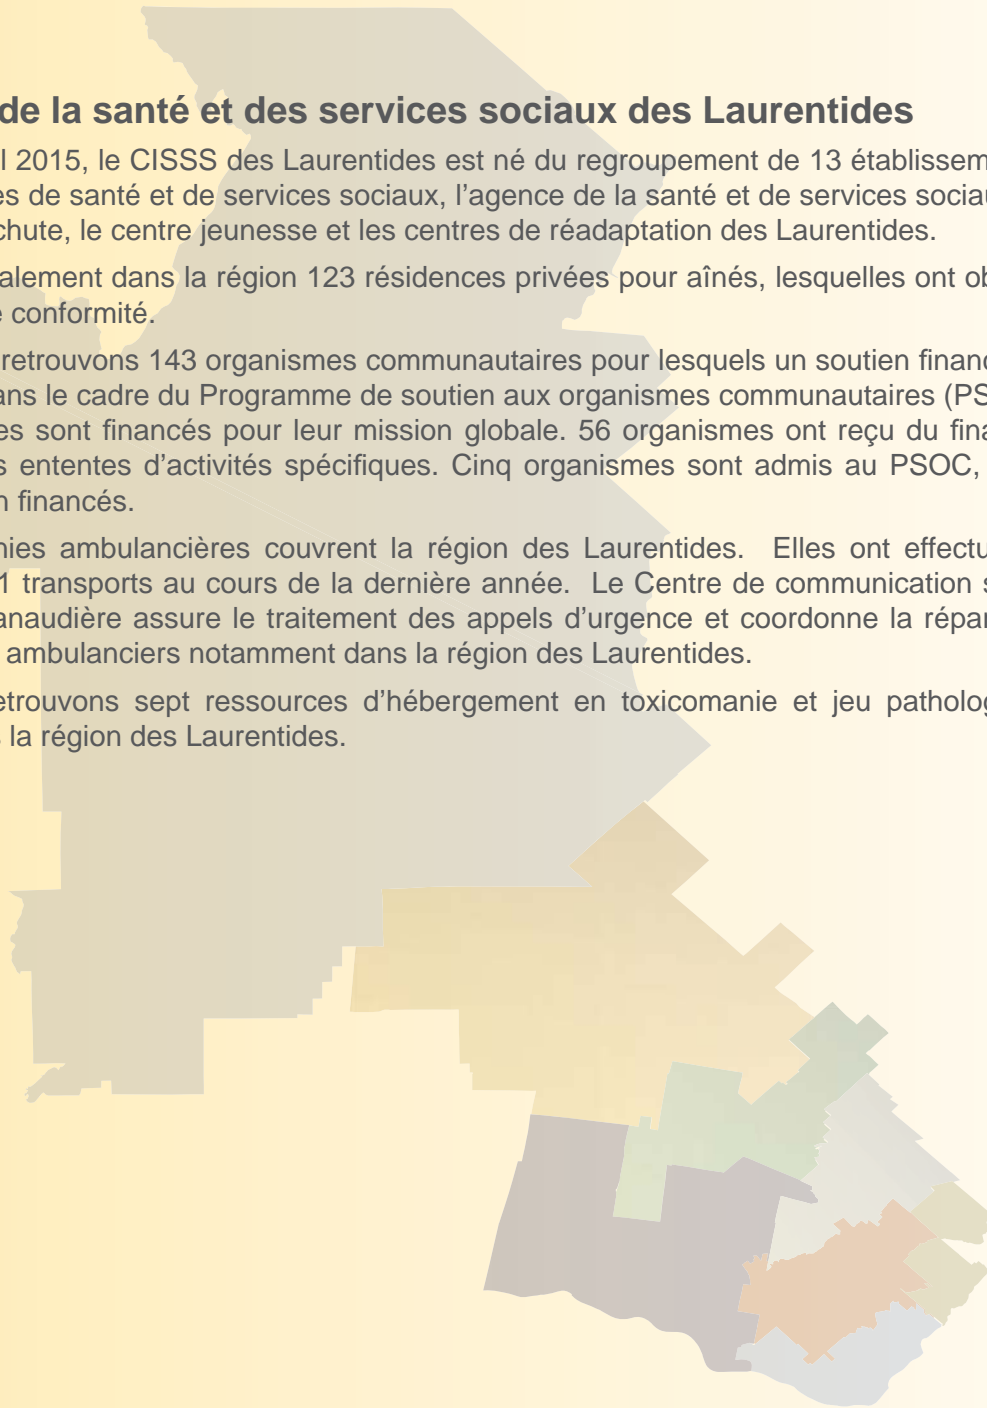 de la santé et des services sociaux des Laurentides
l 2015, le CISSS des Laurentides est né du regroupement de 13 établissem
es de santé et de services sociaux, l’agence de la santé et de services sociau
chute, le centre jeunesse et les centres de réadaptation des Laurentides.
alement dans la région 123 résidences privées pour aînés, lesquelles ont ob
e conformité.
retrouvons 143 organismes communautaires pour lesquels un soutien financ
ans le cadre du Programme de soutien aux organismes communautaires (PS
es sont financés pour leur mission globale. 56 organismes ont reçu du fina
s ententes d’activités spécifiques. Cinq organismes sont admis au PSOC,
n financés.
nies ambulancières couvrent la région des Laurentides. Elles ont effectu
1 transports au cours de la dernière année. Le Centre de communication s
anaudière assure le traitement des appels d’urgence et coordonne la répar
ambulanciers notamment dans la région des Laurentides.
etrouvons sept ressources d’hébergement en toxicomanie et jeu patholog
s la région des Laurentides.